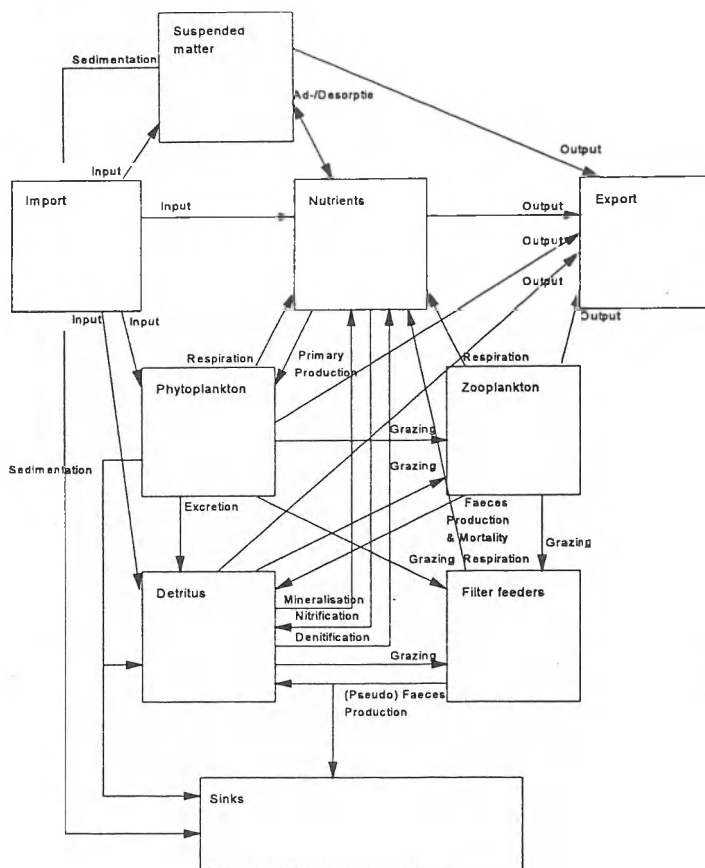 Suspended
matter
Sedimentation
Ad-/Desorptie
Output
Input
Import
Input
Nutrients
Output
Export
Output
Output
Input
Input
Output
Respiration
Primary
Production
Respiration
Phytoplankton
Zooplankton
Grazing
Sedimentation
Grazing
Excretion
Faeces
Production
& Mortality
Grazing
Grazing
Respiration
Detritus
Mineralisation
Filter feeders
Nitrification
Denitification
Grazing
(Pseudo) Faeces
Production
Sinks